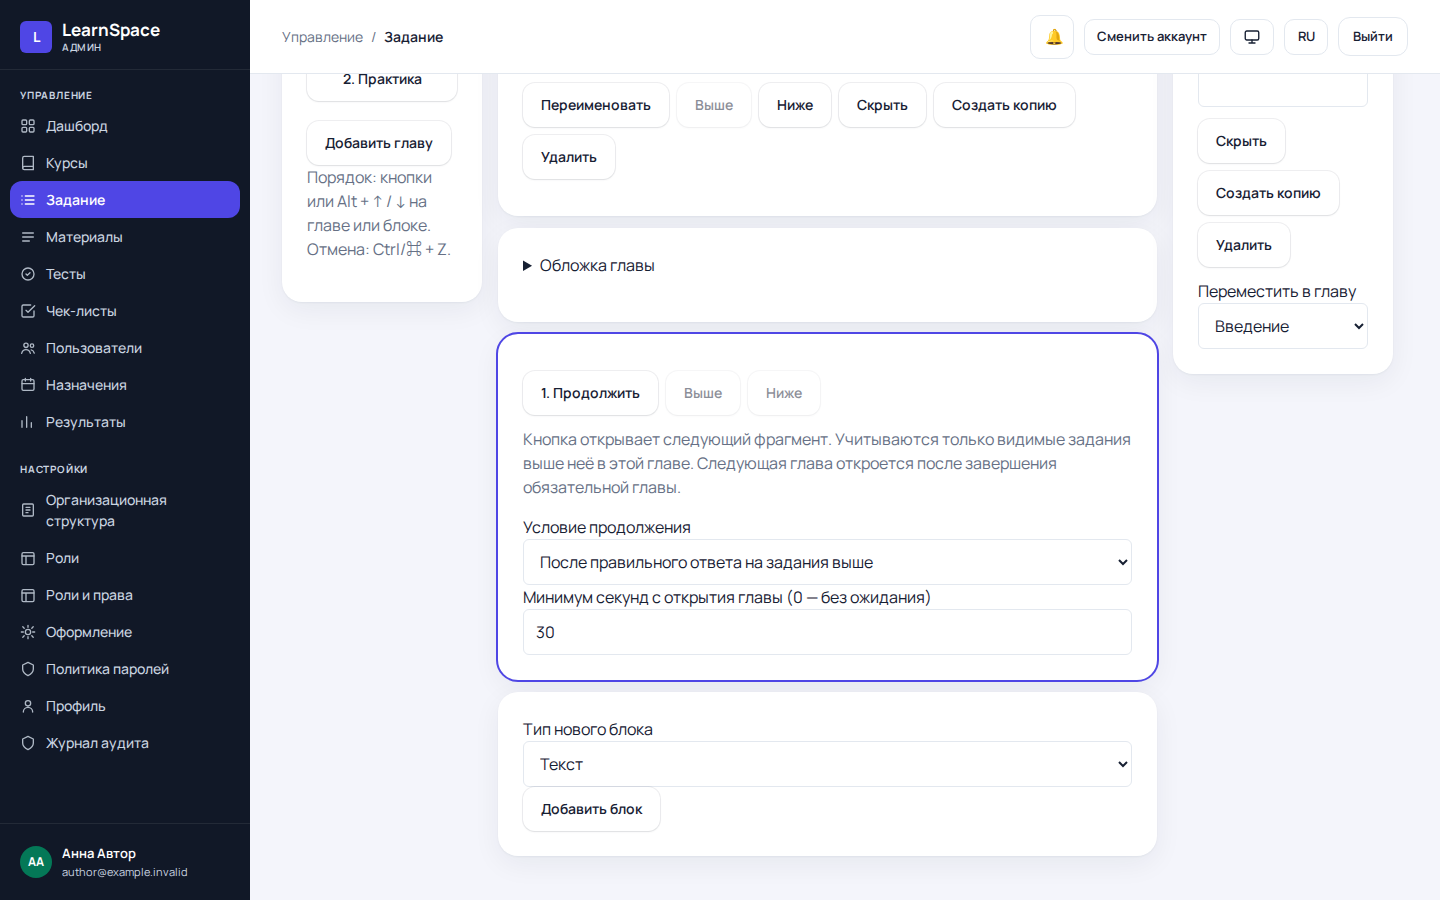 L
LearnSpace
АДМИН
УПРАВЛЕНИЕ
Дашборд
Курсы
Задание
Материалы
Тесты
Чек-листы
Пользователи
Назначения
Результаты
НАСТРОЙКИ
Организационная
структура
Роли
Роли и права
Оформление
Политика паролей
Профиль
Журнал аудита
АА
Анна Автор
author@example.invalid
Управление / Задание
Сменить аккаунт
RU
Выйти
2. Практика
Добавить главу
Порядок: кнопки
или Alt + ↑ / ↓ на
главе или блоке.
Отмена: Ctrl/⌘ + Z.
Переименовать
Выше
Ниже
Скрыть
Создать копию
Удалить
Обложка главы
1. Продолжить
Выше
Ниже
Кнопка открывает следующий фрагмент. Учитываются только видимые задания
выше неё в этой главе. Следующая глава откроется после завершения
обязательной главы.
Условие продолжения
После правильного ответа на задания выше
Минимум секунд с открытия главы (0 — без ожидания)
30
Тип нового блока
Текст
Добавить блок
Скрыть
Создать копию
Удалить
Переместить в главу
Введение